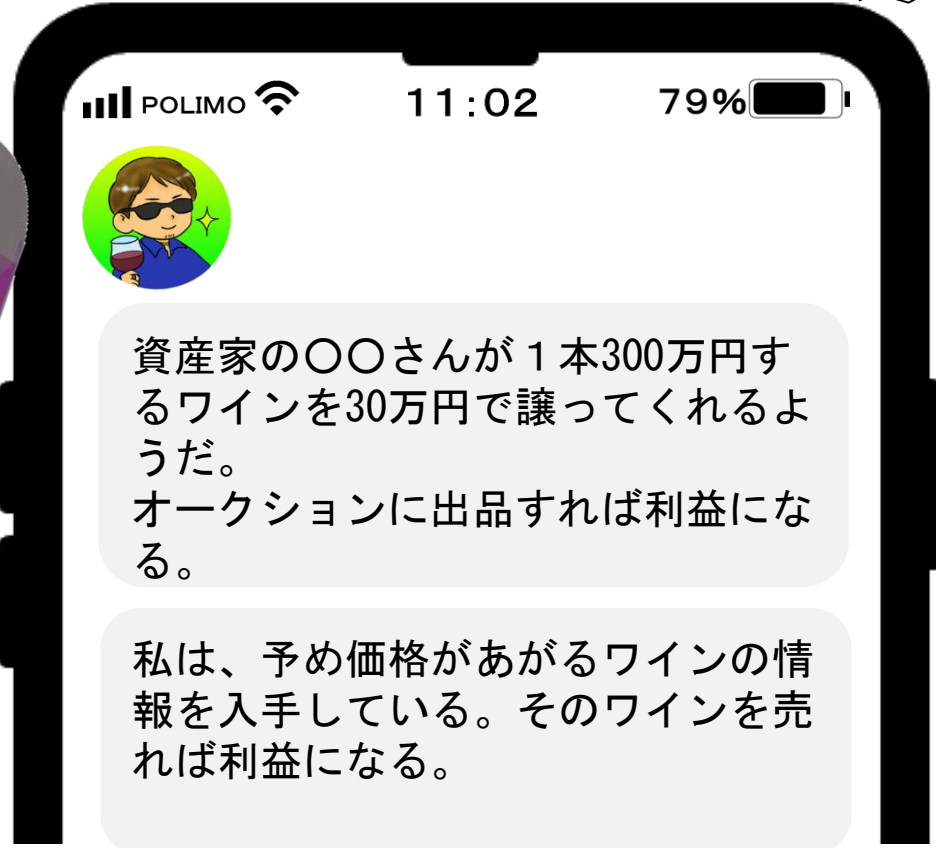 POLIMO 11:02 79%
資産家の〇〇さんが１本300万円す
るワインを30万円で譲ってくれるよ
うだ。
オークションに出品すれば利益にな
る。
私は、予め価格があがるワインの情
報を入手している。そのワインを売
れば利益になる。